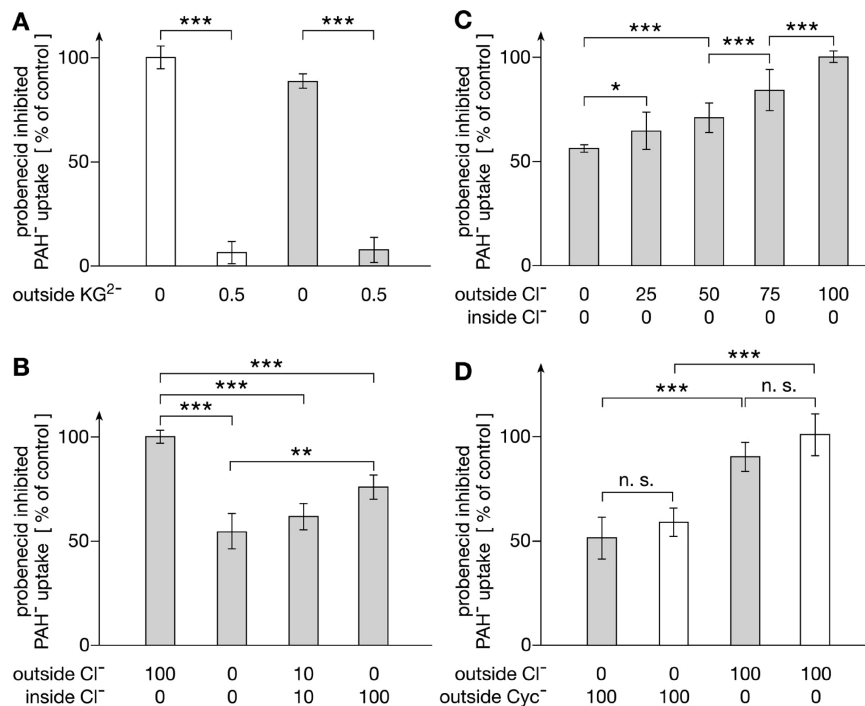 A
probenecid inhibited
PAH⁻ uptake [ % of control ]
100
50
0
***
***
outside KG²⁻
0 0.5 0 0.5
B
probenecid inhibited
PAH⁻ uptake [ % of control ]
100
50
0
***
***
***
**
outside Cl⁻ 100 0 10 0
inside Cl⁻ 0 0 10 100
C
probenecid inhibited
PAH⁻ uptake [ % of control ]
100
50
0
***
***
***
*
outside Cl⁻ 0 25 50 75 100
inside Cl⁻ 0 0 0 0 0
D
probenecid inhibited
PAH⁻ uptake [ % of control ]
100
50
0
***
***
n. s.
n. s.
outside Cl⁻ 0 0 100 100
outside Cyc⁻ 100 100 0 0